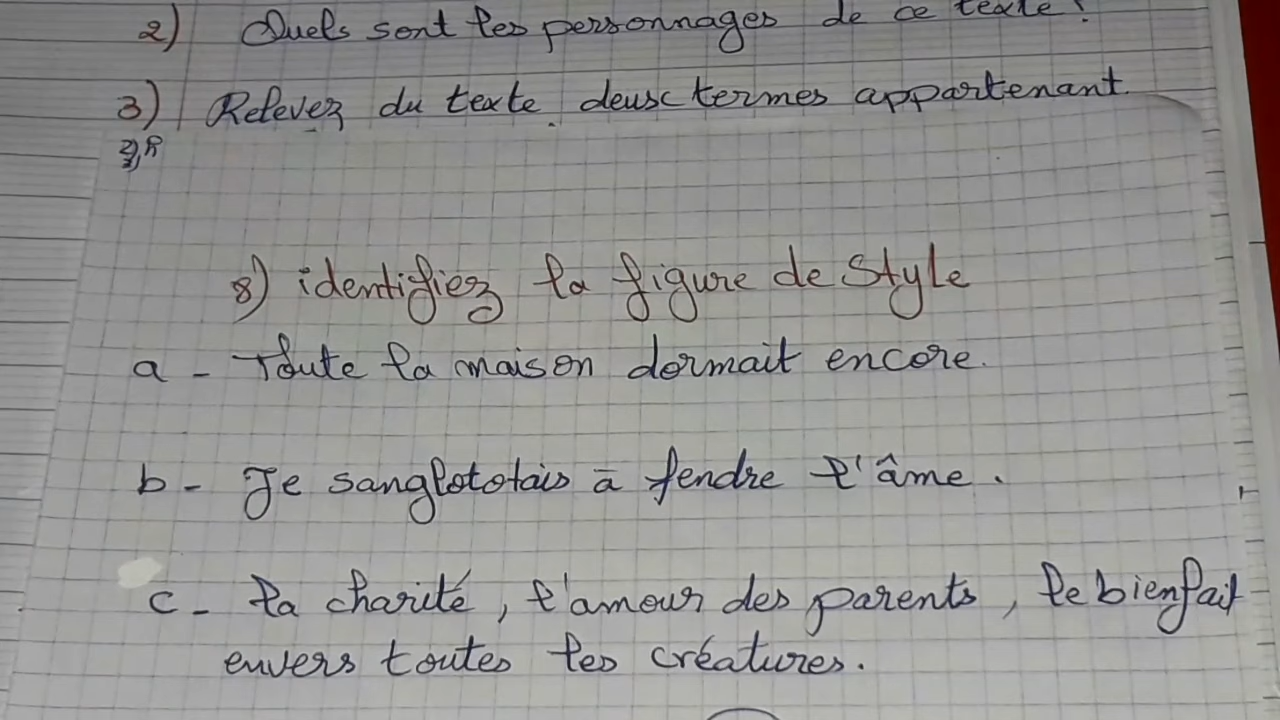 2) Quels sont les personnages de ce texte?
3) Relevez du texte deux termes appartenant.
8) identifiez la figure de style
a - Toute la maison dormait encore.
b - Je sanglototais à fendre l'âme.
c - la charité, l'amour des parents, le bienfait
envers toutes les créatures.